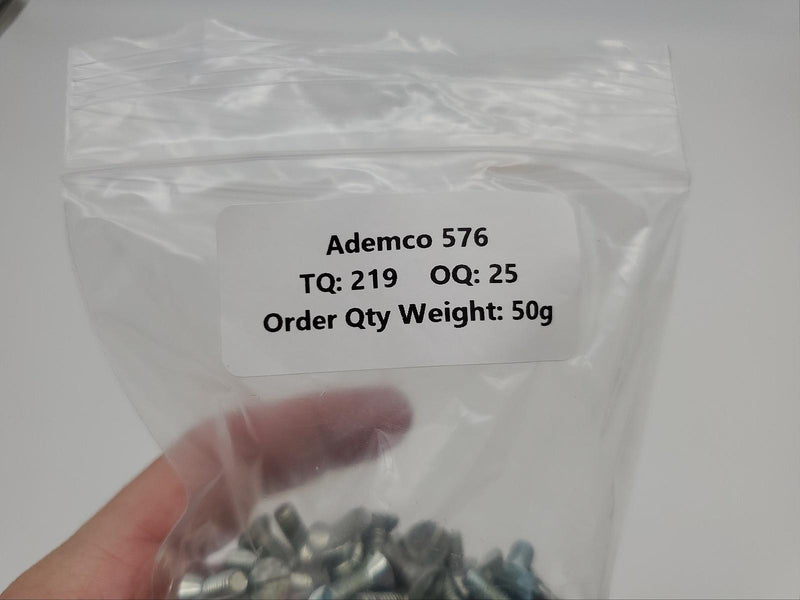 Ademco 576
TQ: 219 OQ: 25
Order Qty Weight: 50g